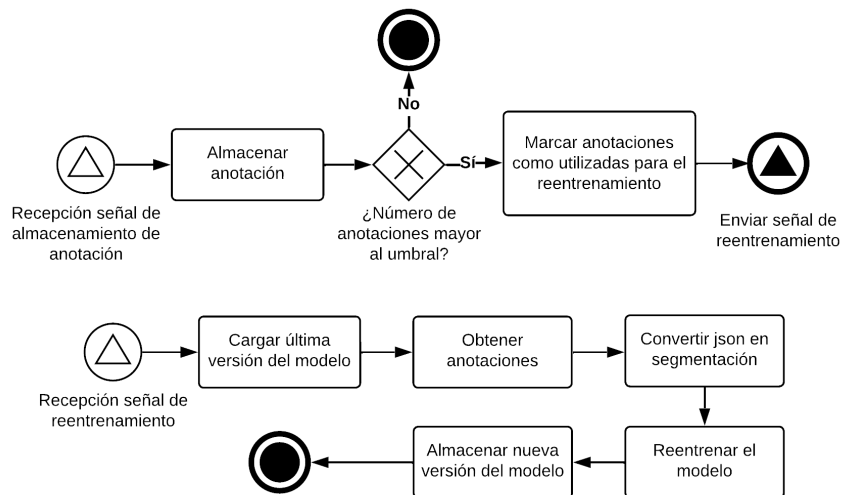 No
Almacenar
anotación
Sí
Marcar anotaciones
como utilizadas para el
reentrenamiento
Recepción señal de
almacenamiento de
anotación
¿Número de
anotaciones mayor
al umbral?
Enviar señal de
reentrenamiento
Cargar última
versión del modelo
Obtener
anotaciones
Convertir json en
segmentación
Recepción señal de
reentrenamiento
Almacenar nueva
versión del modelo
Reentrenar el
modelo